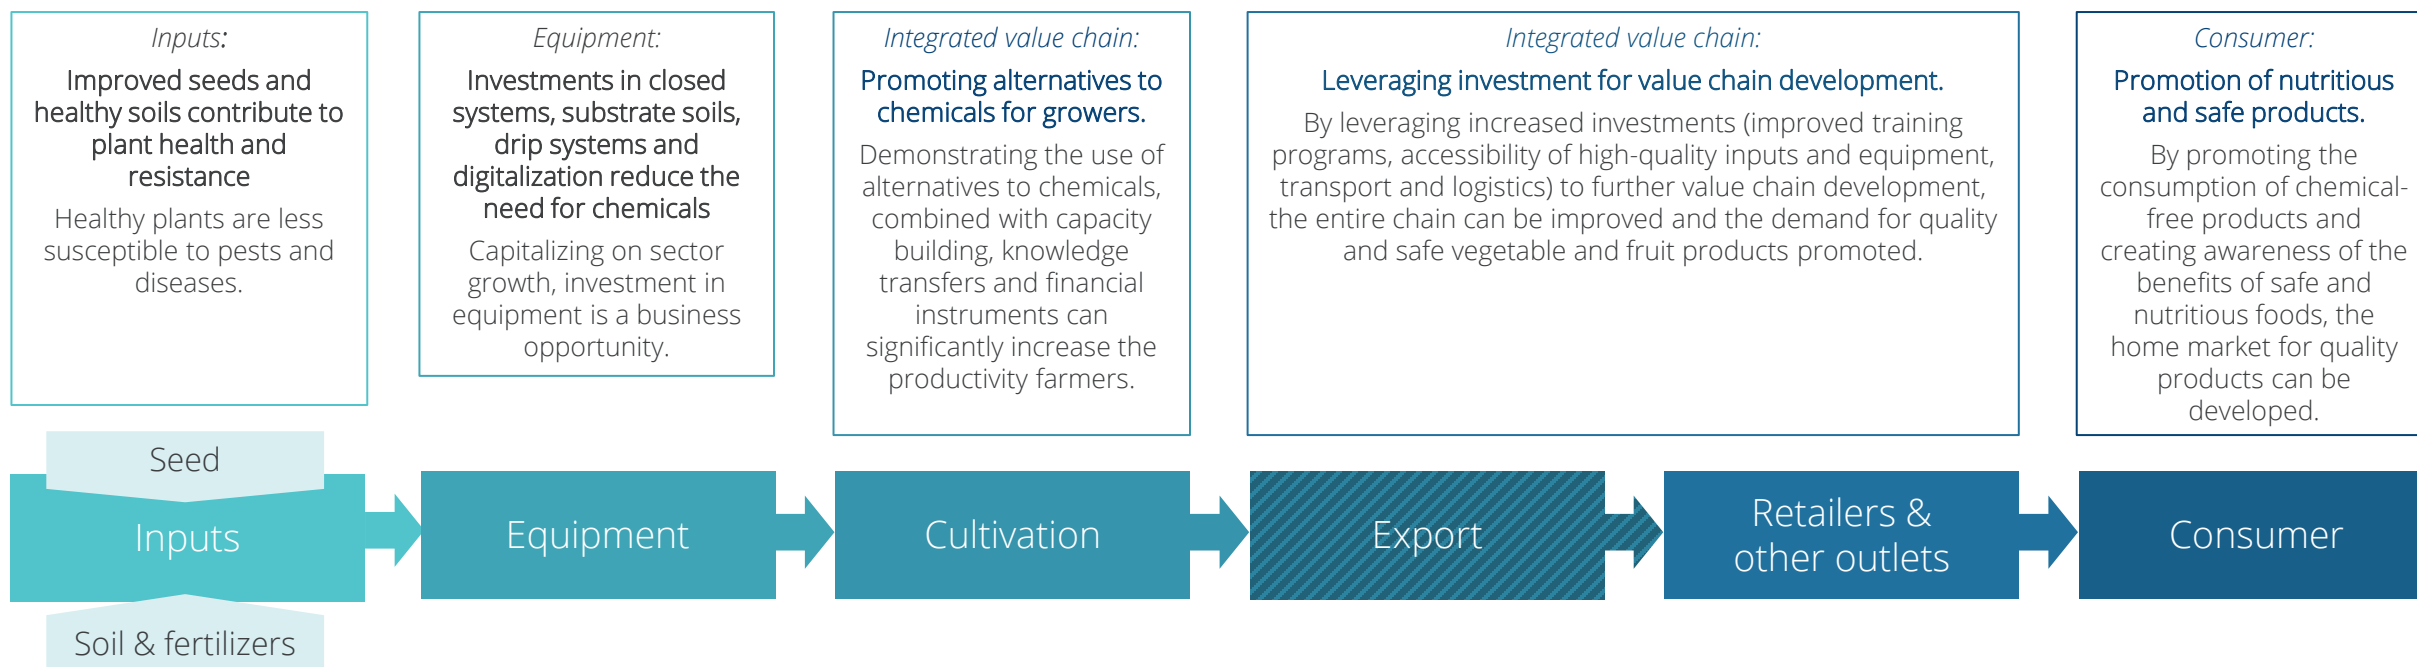 Inputs:
Improved seeds and
healthy soils contribute to
plant health and
resistance
Healthy plants are less
susceptible to pests and
diseases.
Equipment:
Investments in closed
systems, substrate soils,
drip systems and
digitalization reduce the
need for chemicals
Capitalizing on sector
growth, investment in
equipment is a business
opportunity.
Integrated value chain:
Promoting alternatives to
chemicals for growers.
Demonstrating the use of
alternatives to chemicals,
combined with capacity
building, knowledge
transfers and financial
instruments can
significantly increase the
productivity farmers.
Integrated value chain:
Leveraging investment for value chain development.
By leveraging increased investments (improved training
programs, accessibility of high-quality inputs and equipment,
transport and logistics) to further value chain development,
the entire chain can be improved and the demand for quality
and safe vegetable and fruit products promoted.
Consumer:
Promotion of nutritious
and safe products.
By promoting the
consumption of chemical-
free products and
creating awareness of the
benefits of safe and
nutritious foods, the
home market for quality
products can be
developed.
Seed
Inputs
Soil & fertilizers
Equipment
Cultivation
Export
Retailers &
other outlets
Consumer